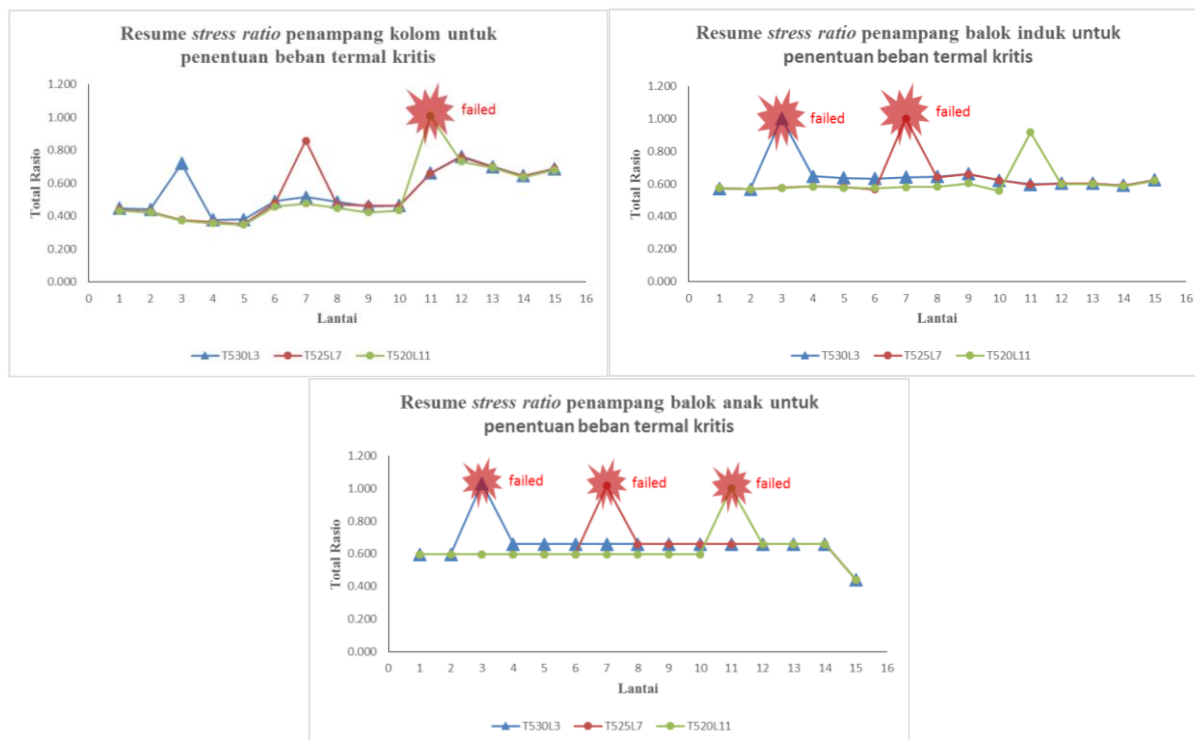 Resume stress ratio penampang kolom untuk
penentuan beban termal kritis
1.200
1.000
0.800
0.600
0.400
0.200
0.000
Total Rasio
failed
0 1 2 3 4 5 6 7 8 9 10 11 12 13 14 15 16
Lantai
T530L3 T525L7 T520L11
Resume stress ratio penampang balok induk untuk
penentuan beban termal kritis
1.200
1.000
0.800
0.600
0.400
0.200
0.000
Total Rasio
failed failed
0 1 2 3 4 5 6 7 8 9 10 11 12 13 14 15 16
Lantai
T530L3 T525L7 T520L11
Resume stress ratio penampang balok anak untuk
penentuan beban termal kritis
1.200
1.000
0.800
0.600
0.400
0.200
0.000
Total Rasio
failed failed failed
0 1 2 3 4 5 6 7 8 9 10 11 12 13 14 15 16
Lantai
T530L3 T525L7 T520L11